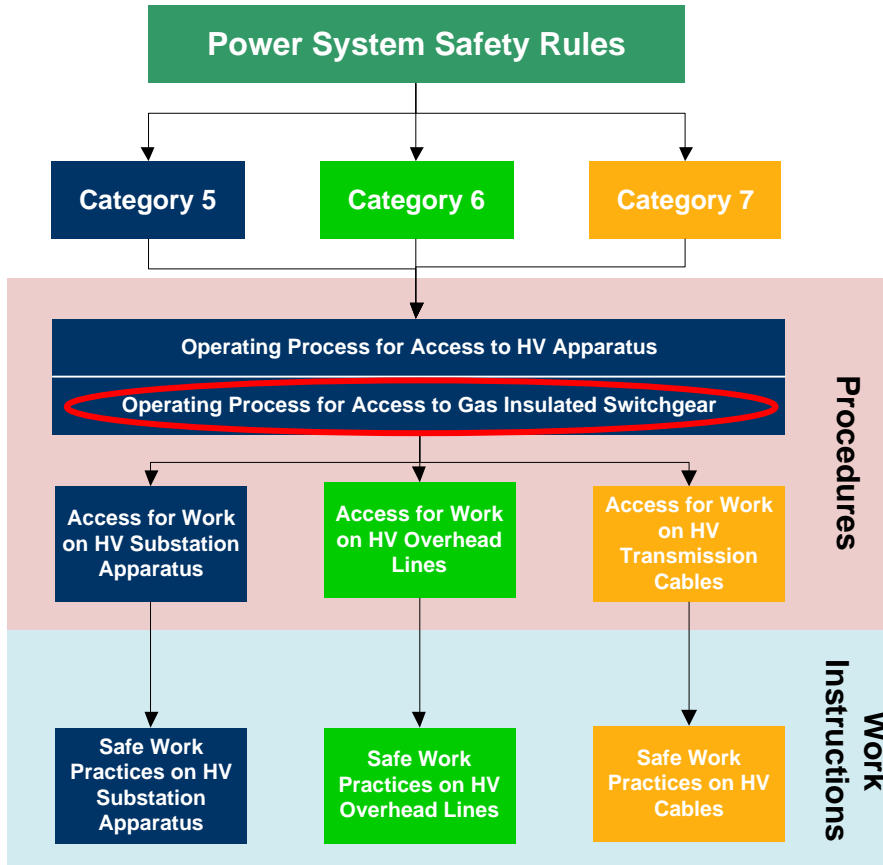 Power System Safety Rules
Category 5
Category 6
Category 7
Operating Process for Access to HV Apparatus
Operating Process for Access to Gas Insulated Switchgear
Procedures
Access for Work
on HV Substation
Apparatus
Access for Work
on HV Overhead
Lines
Access for Work
on HV
Transmission
Cables
Work
Instructions
Safe Work
Practices on HV
Substation
Apparatus
Safe Work
Practices on HV
Overhead Lines
Safe Work
Practices on HV
Cables